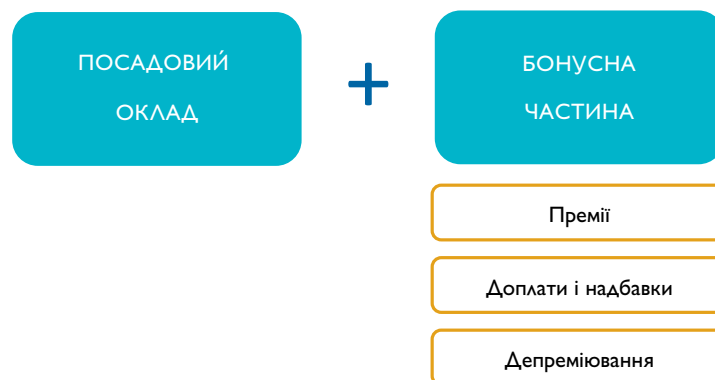 ПОСАДОВИЙ
ОКЛАД
+
БОНУСНА
ЧАСТИНА
Премії
Доплати і надбавки
Депреміювання